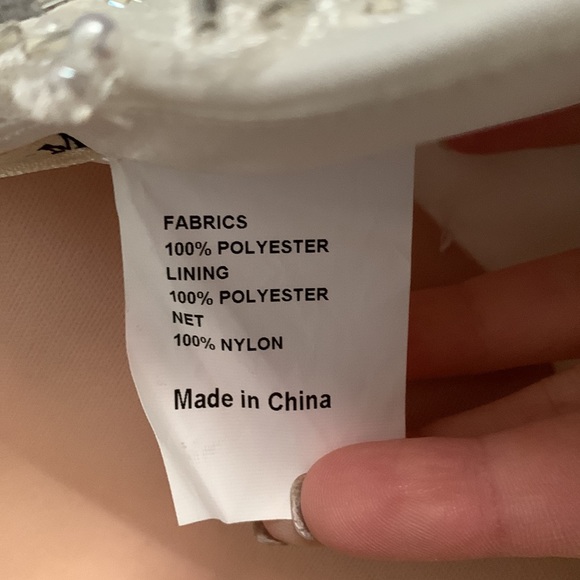 FABRICS
100% POLYESTER
LINING
100% POLYESTER
NET
100% NYLON
Made in China